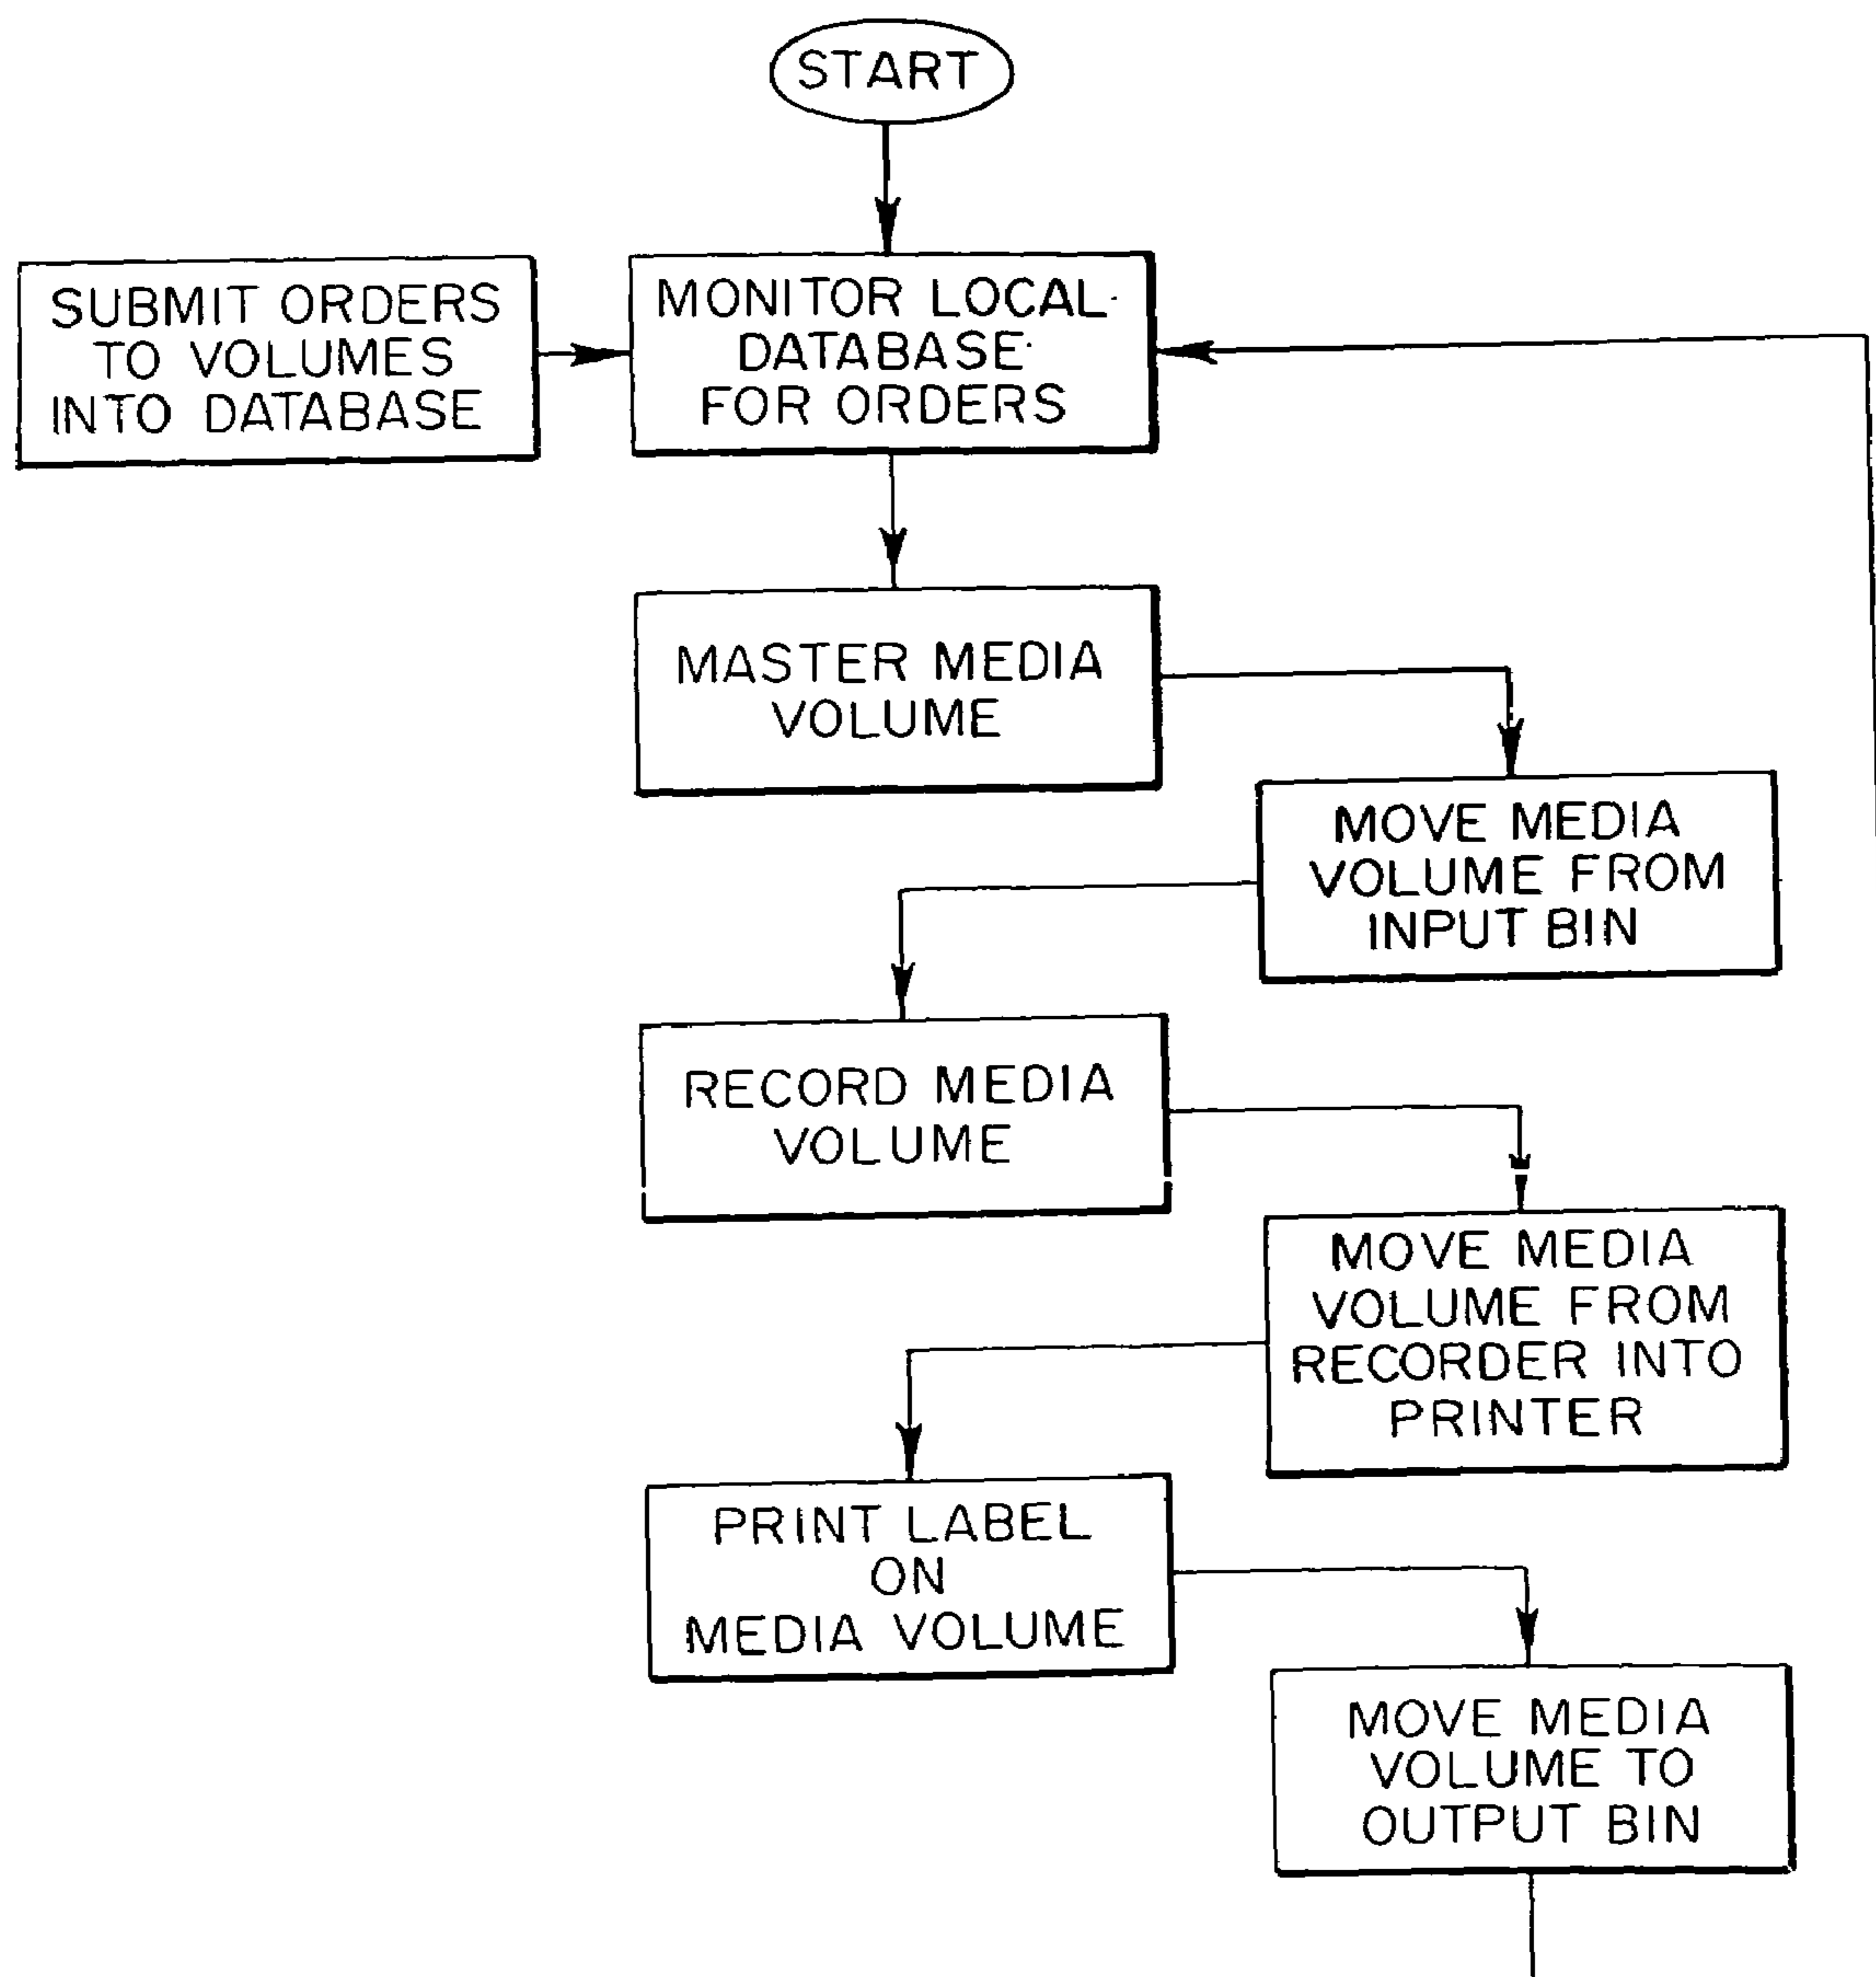 START
SUBMIT ORDERS
TO VOLUMES
INTO DATABASE
MONITOR LOCAL
DATABASE
FOR ORDERS
MASTER MEDIA
VOLUME
MOVE MEDIA
VOLUME FROM
INPUT BIN
RECORD MEDIA
VOLUME
MOVE MEDIA
VOLUME FROM
RECORDER INTO
PRINTER
PRINT LABEL
ON
MEDIA VOLUME
MOVE MEDIA
VOLUME TO
OUTPUT BIN